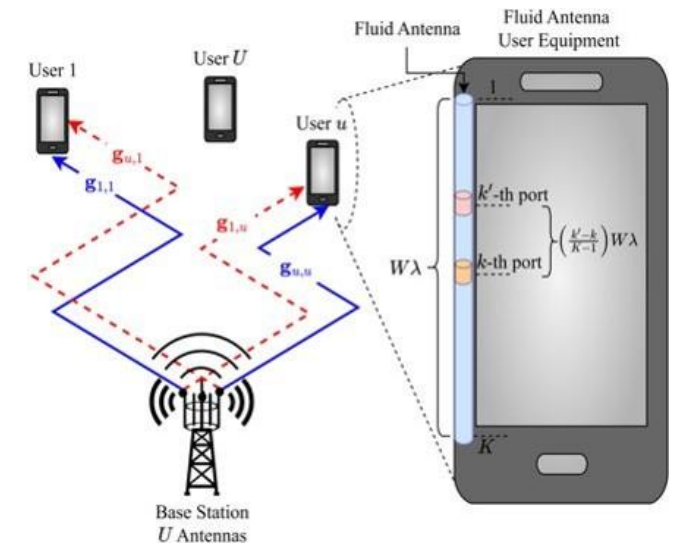 Fluid Antenna
Fluid Antenna
User Equipment
User 1
User U
User u
g_{u,1}
g_{1,1}
g_{1,u}
g_{u,u}
1
k'-th port
k-th port
(\frac{k'-k}{K-1})Wλ
Wλ
K
Base Station
U Antennas